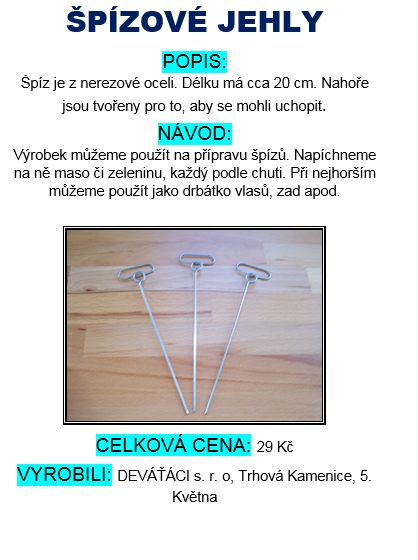 ŠPÍZOVÉ JEHLY
POPIS:
Špíz je z nerezové oceli. Délku má cca 20 cm. Nahoře
jsou tvořeny pro to, aby se mohli uchopit.
NÁVOD:
Výrobek můžeme použít na přípravu špízů. Napíchneme
na ně maso či zeleninu, každý podle chuti. Při nejhorším
můžeme použít jako drbátko vlasů, zad apod.
CELKOVÁ CENA: 29 Kč
VYROBILI: DEVÁŤÁCI s. r. o, Trhová Kamenice, 5.
Května